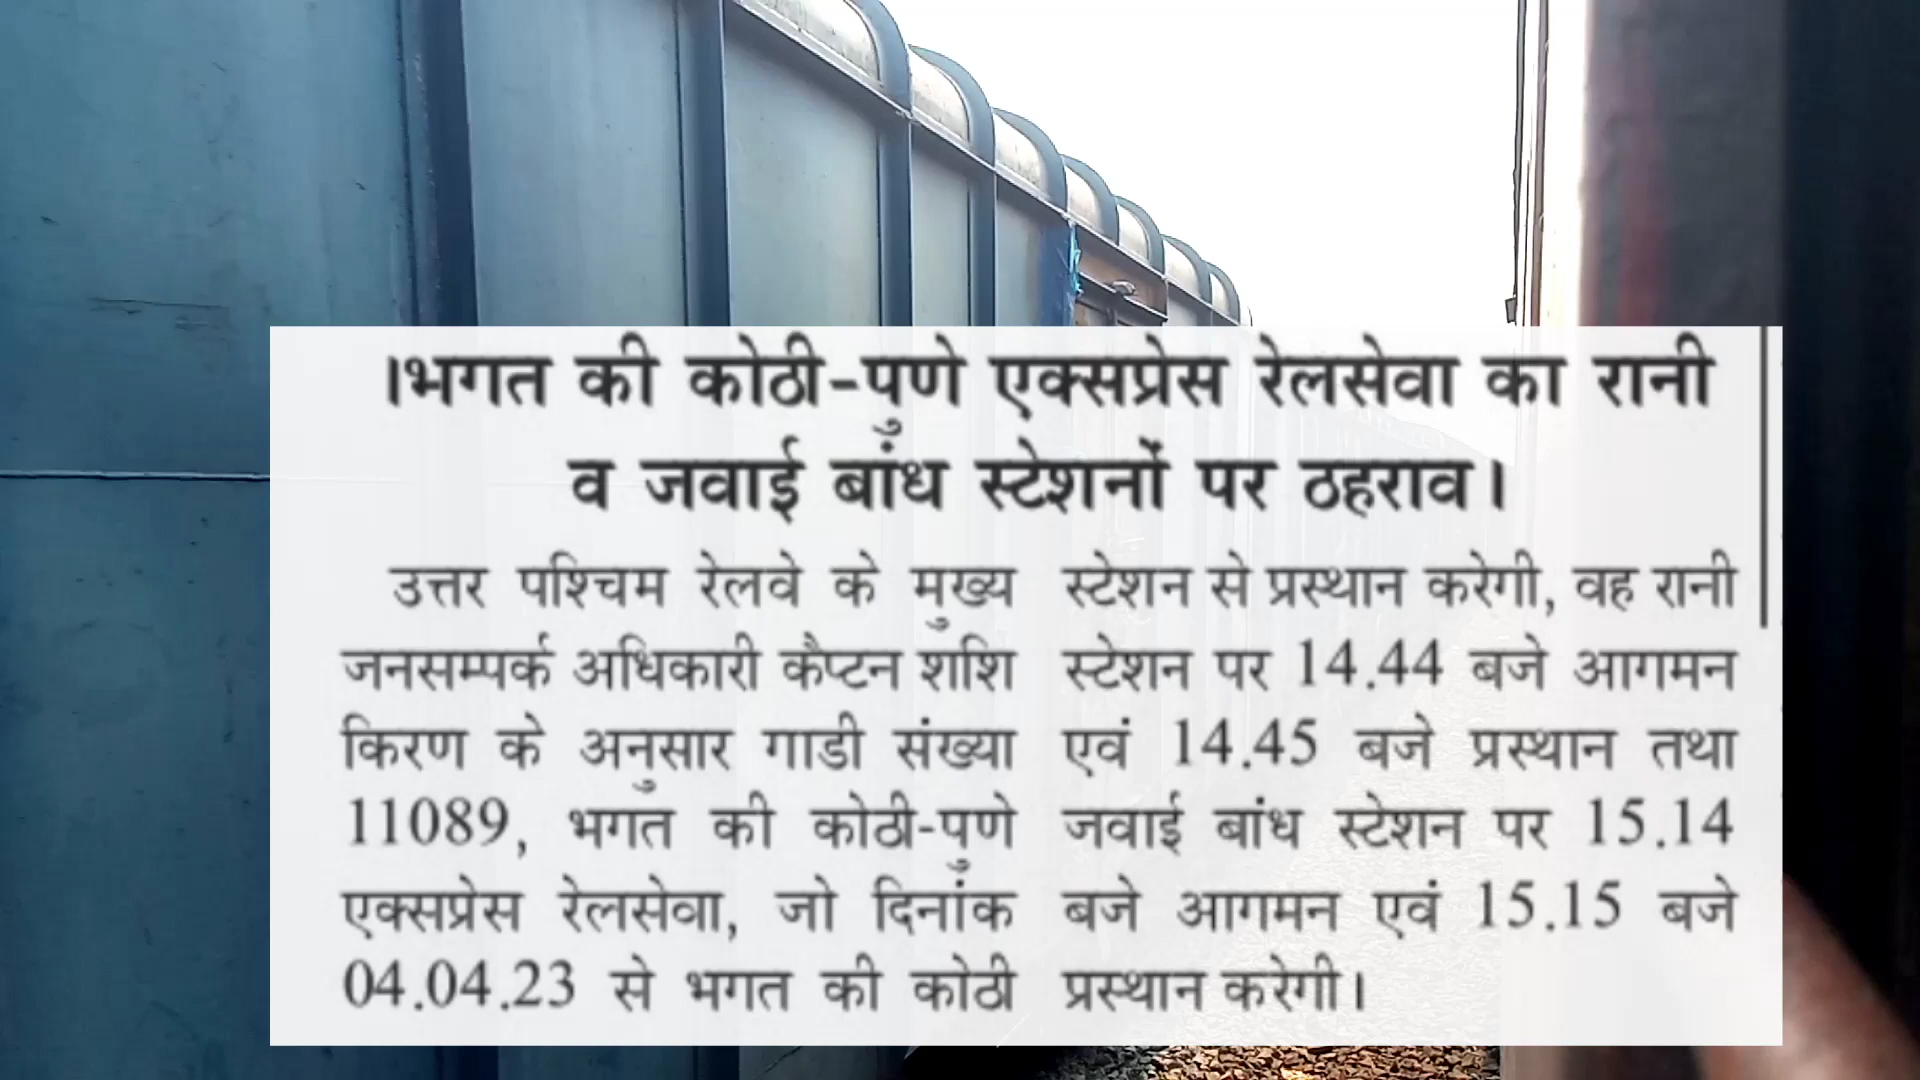 ।भगत की कोठी-पुणे एक्सप्रेस रेलसेवा का रानी
व जवाई बांध स्टेशनों पर ठहराव।
उत्तर पश्चिम रेलवे के मुख्य
जनसम्पर्क अधिकारी कैप्टन शशि
किरण के अनुसार गाडी संख्या
11089, भगत की कोठी-पुणे
एक्सप्रेस रेलसेवा, जो दिनांक
04.04.23 से भगत की कोठी
स्टेशन से प्रस्थान करेगी, वह रानी
स्टेशन पर 14.44 बजे आगमन
एवं 14.45 बजे प्रस्थान तथा
जवाई बांध स्टेशन पर 15.14
बजे आगमन एवं 15.15 बजे
प्रस्थान करेगी।